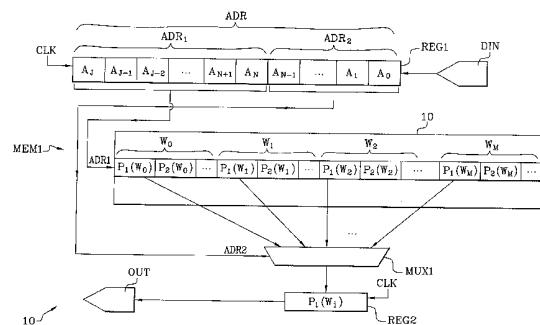 ADR
ADR1 ADR2
CLK REG1 DIN
AJ AJ-1 AJ-2 ... AN+1 AN AN-1 ... A1 A0
10
MEM1
W0 W1 W2 WM
ADR1
P1(W0) P2(W0) ... P1(W1) P2(W1) ... P1(W2) P2(W2) ... P1(WM) P2(WM) ...
...
ADR2
MUX1
OUT
CLK
Pi(Wi)
10
REG2